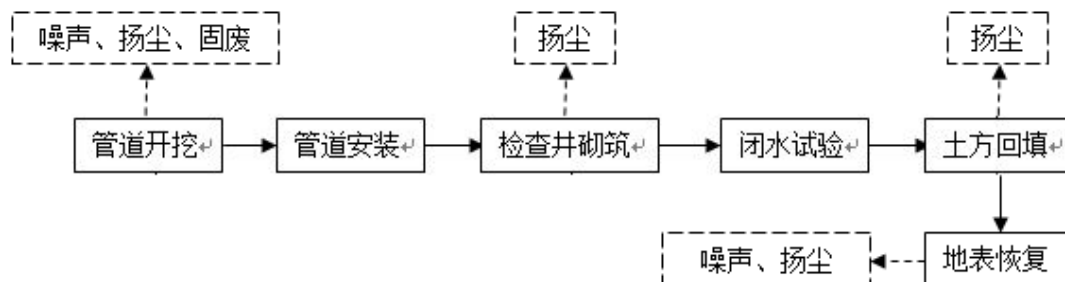 噪声、扬尘、固废
扬尘
扬尘
管道开挖
管道安装
检查井砌筑
闭水试验
土方回填
噪声、扬尘
地表恢复